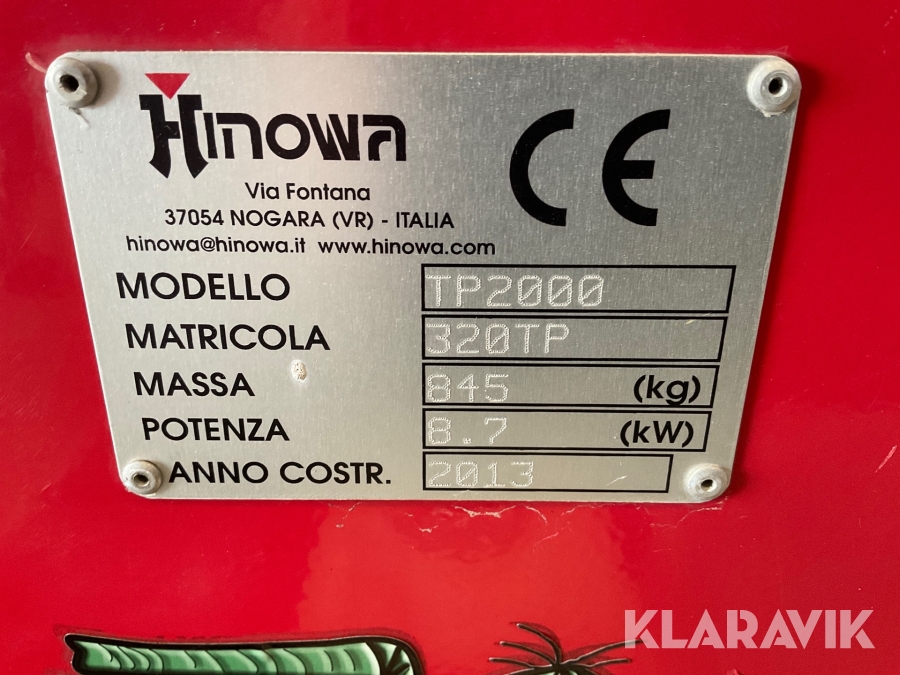 HINOWA
CE
Via Fontana
37054 NOGARA (VR) - ITALIA
hinowa@hinowa.it www.hinowa.com
MODELLO TP2000
MATRICOLA 320TP
MASSA 845 (kg)
POTENZA 8.7 (kW)
ANNO COSTR. 2013
KLARAVIK